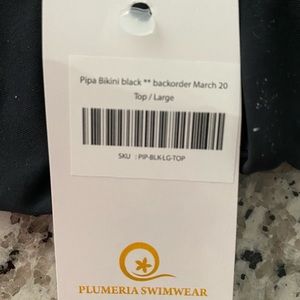 Pipa Bikini black ** backorder March 20
Top / Large
SKU : PIP-BLK-LG-TOP
PLUMERIA SWIMWEAR